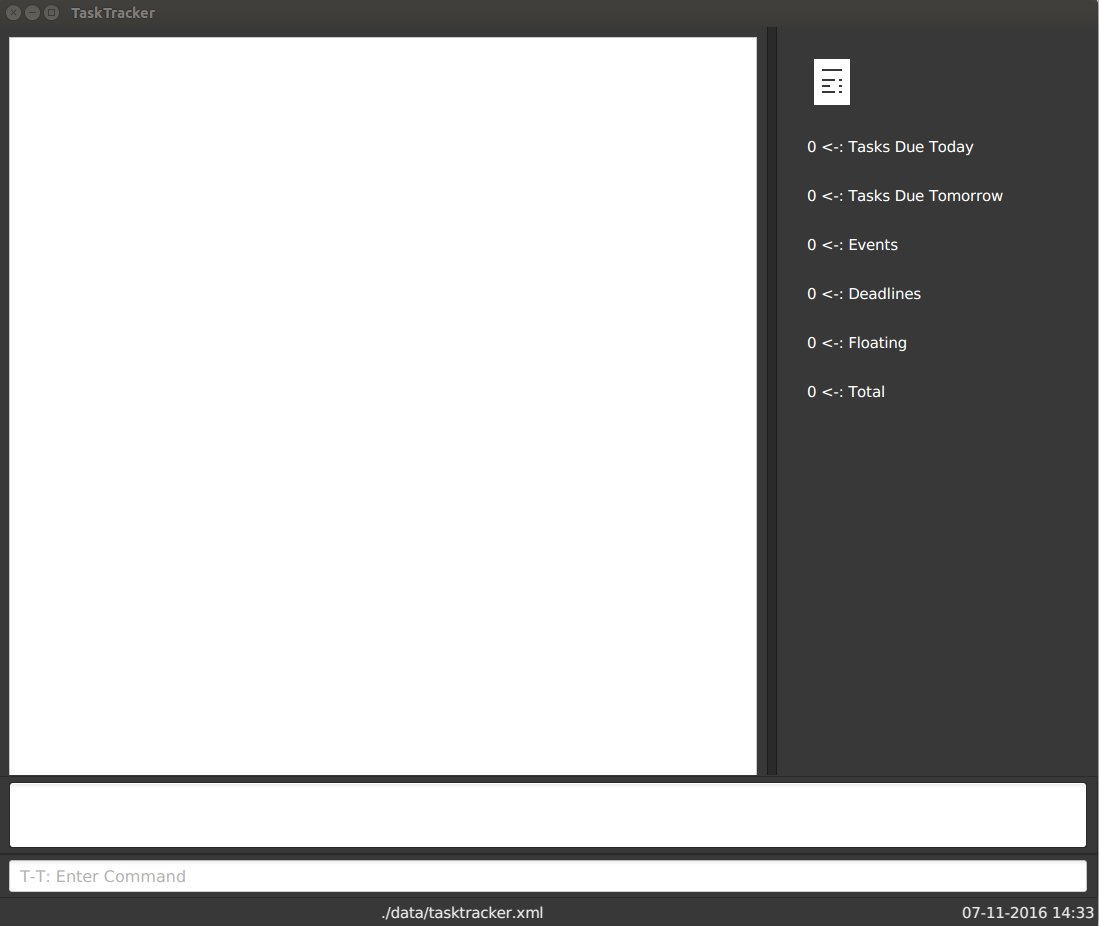 TaskTracker
0 <-: Tasks Due Today
0 <-: Tasks Due Tomorrow
0 <-: Events
0 <-: Deadlines
0 <-: Floating
0 <-: Total
T-T: Enter Command
./data/tasktracker.xml
07-11-2016 14:33